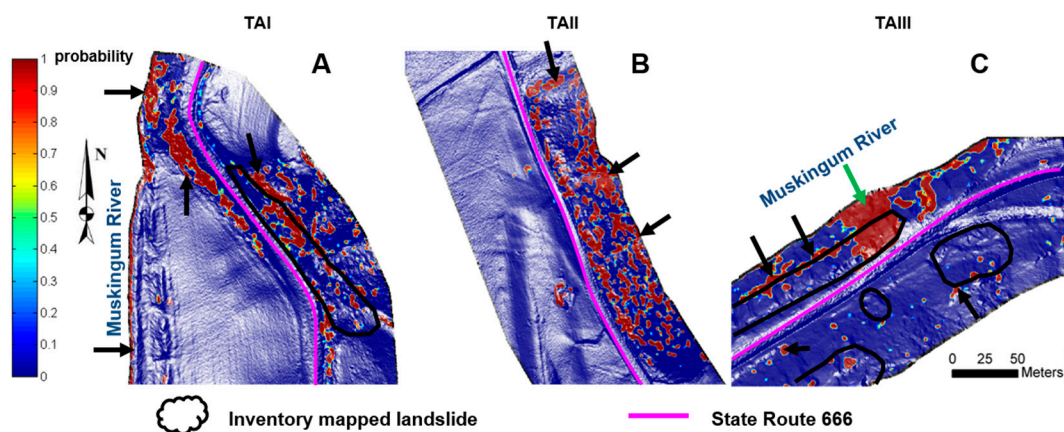 TAI
TAII
TAIII
probability
A
B
C
1
0.9
0.8
0.7
0.6
0.5
0.4
0.3
0.2
0.1
0
N
Muskingum River
Muskingum River
0 25 50
Meters
Inventory mapped landslide
State Route 666